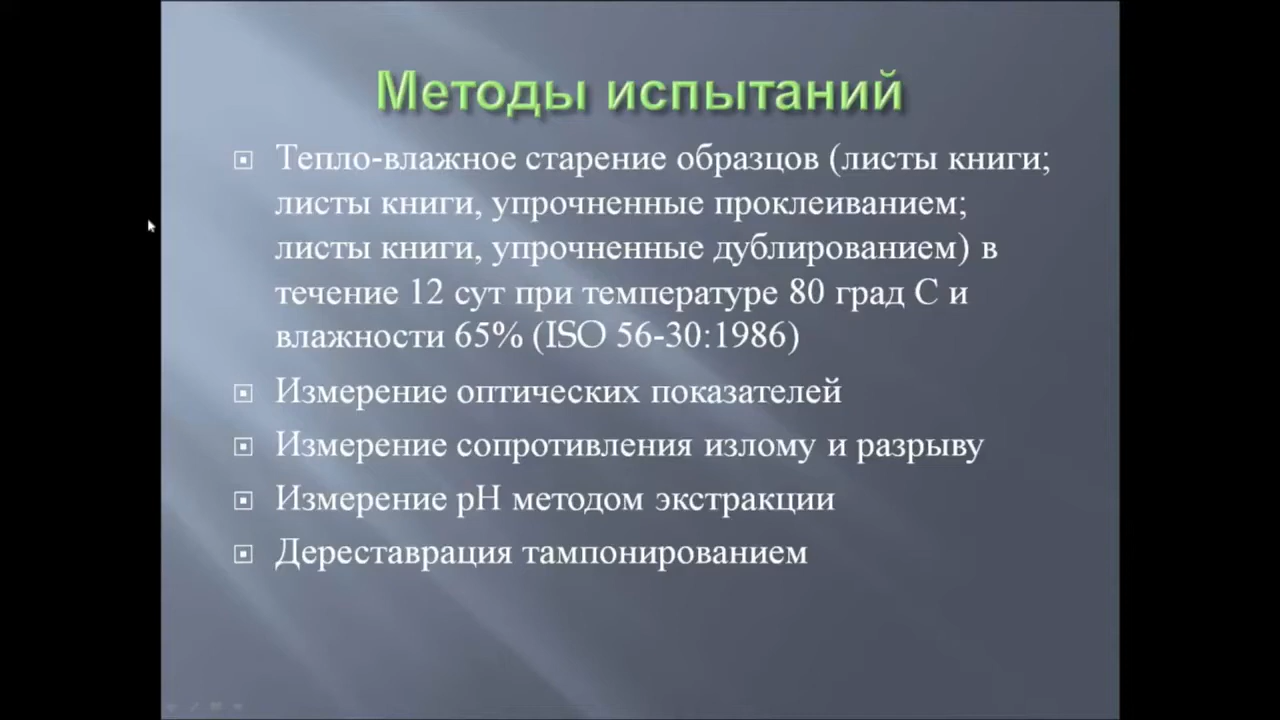 Методы испытаний
Тепло-влажное старение образцов (листы книги;
листы книги, упрочненные проклеиванием;
листы книги, упрочненные дублированием) в
течение 12 сут при температуре 80 град С и
влажности 65% (ISO 56-30:1986)
Измерение оптических показателей
Измерение сопротивления излому и разрыву
Измерение pH методом экстракции
Дереставрация тампонированием